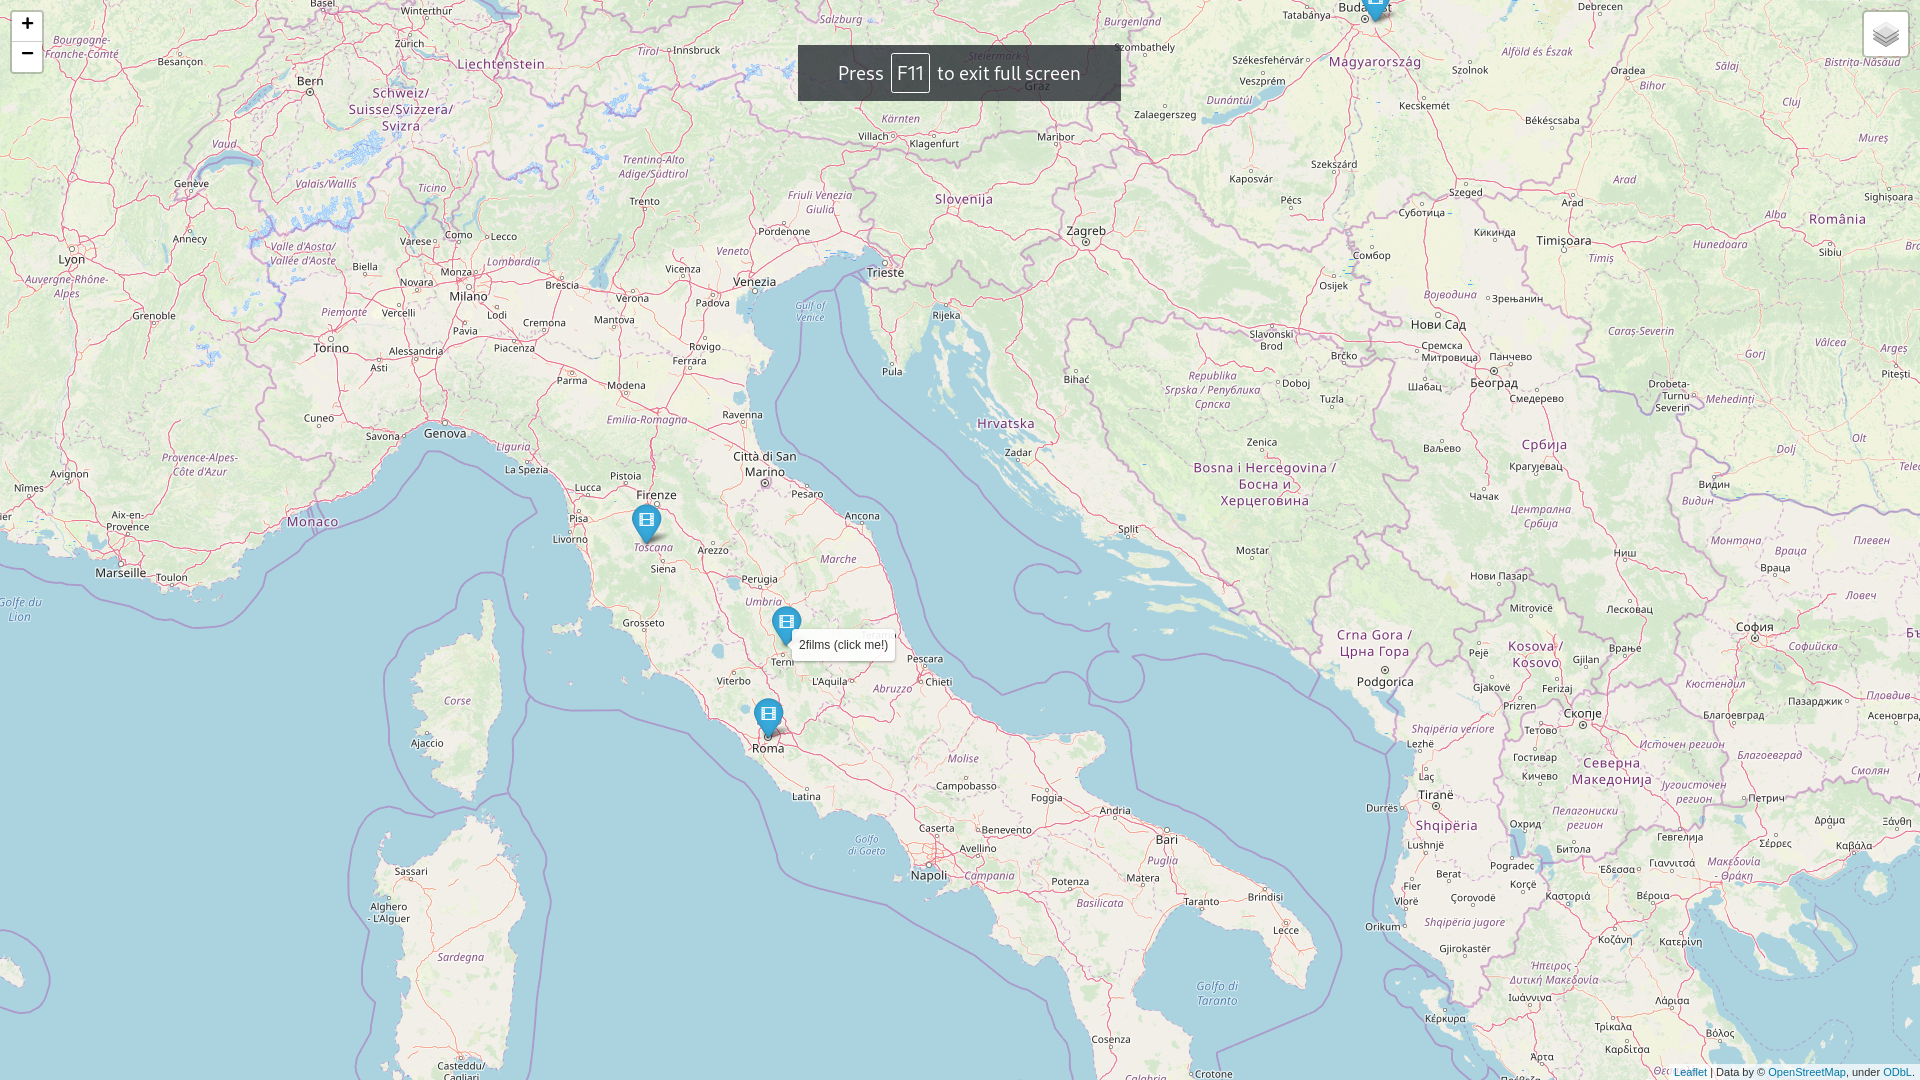 +
−
Press F11 to exit full screen
2films (click me!)
Basel
Winterthur
Zürich
Bourgogne-
Franche-Comté
Besançon
Bern
Liechtenstein
Schweiz/
Suisse/Svizzera/
Svizra
Vaud
Genève
Valais/Wallis
Ticino
Annecy
Lyon
Auvergne-Rhône-
Alpes
Grenoble
Valle d'Aosta/
Vallée d'Aoste
Biella
Varese
Como
Lecco
Monza
Lombardia
Novara
Milano
Vercelli
Piemonte
Torino
Asti
Alessandria
Pavia
Lodi
Cremona
Piacenza
Brescia
Cuneo
Savona
Genova
Liguria
La Spezia
Salzburg
Tirol
Innsbruck
Trentino-Alto
Adige/Südtirol
Trento
Veneto
Vicenza
Verona
Padova
Mantova
Rovigo
Ferrara
Parma
Modena
Emilia-Romagna
Ravenna
Friuli Venezia
Giulia
Pordenone
Venezia
Gulf of
Venice
Trieste
Kärnten
Villach
Klagenfurt
Graz
Maribor
Burgenland
Szombathely
Slovenija
Zagreb
Rijeka
Pula
Hrvatska
Zadar
Split
Tatabánya
Budapest
Debrecen
Magyarország
Székesfehérvár
Veszprém
Dunántúl
Zalaegerszeg
Szolnok
Alföld és Észak
Kecskemét
Békéscsaba
Szekszárd
Kaposvár
Pécs
Szeged
Oradea
Bihor
Sălaj
Bistrița-Năsăud
Cluj
Mureș
Arad
Arad
Alba
Sighișoara
România
Timișoara
Timiș
Hunedoara
Sibiu
Caraș-Severin
Gorj
Vâlcea
Argeș
Pitești
Drobeta-
Turnu
Severin
Mehedinți
Dolj
Olt
Суботица
Кикинда
Сомбор
Osijek
Војводина
Зрењанин
Нови Сад
Slavonski
Brod
Brčko
Сремска
Митровица
Панчево
Београд
Шабац
Смедерево
Bihać
Republika
Srpska / Република
Српска
Doboj
Tuzla
Zenica
Bosna i Hercegovina /
Босна и
Херцеговина
Mostar
Ваљево
Србија
Крагујевац
Чачак
Централна
Србија
Видин
Видин
Ниш
Монтана
Враца
Враца
Плевен
Нови Пазар
Ловеч
Mitrovicë
Лесковац
София
Софийска
Crna Gora /
Црна Гора
Podgorica
Pejë
Kosova /
Kosovo
Gjilan
Врање
Gjakovë
Ferizaj
Prizren
Кюстендил
Перник
Скопје
Тетово
Благоевград
Пазарджик
Пловдив
Асеновград
Avignon
Nîmes
Provence-Alpes-
Côte d'Azur
Aix-en-
Provence
Marseille
Toulon
Golfe du
Lion
Monaco
Pistoia
Lucca
Firenze
Pisa
Livorno
Toscana
Arezzo
Siena
Grosseto
Città di San
Marino
Pesaro
Ancona
Marche
Perugia
Umbria
Terni
Viterbo
L'Aquila
Abruzzo
Pescara
Chieti
Roma
Latina
Corse
Ajaccio
Molise
Campobasso
Foggia
Andria
Bari
Golfo
di Gaeta
Caserta
Benevento
Avellino
Napoli
Campania
Potenza
Matera
Puglia
Basilicata
Taranto
Brindisi
Lecce
Golfo di
Taranto
Cosenza
Crotone
Sassari
Alghero
- L'Alguer
Sardegna
Casteddu/
Cagliari
Shqipëria veriore
Lezhë
Laç
Tiranë
Durrës
Shqipëria
Lushnjë
Berat
Fier
Vlorë
Çorovodë
Pogradec
Korçë
Shqipëria jugore
Orikum
Gjirokastër
Гостивар
Кичево
Северна
Македонија
Источен регион
Југоисточен
регион
Пелагониски
регион
Охрид
Битола
Гевгелија
Благоевград
Петрич
Смолян
Δράμα
Ξάνθη
Σέρρες
Καβάλα
Μακεδονία
- Θράκη
Γιαννιτσά
Έδεσσα
Καστοριά
Βέροια
Κοζάνη
Κατερίνη
Ήπειρος -
Δυτική Μακεδονία
Ιωάννινα
Λάρισα
Κέρκυρα
Τρίκαλα
Καρδίτσα
Βόλος
Άρτα
Πρέβεζα
Leaflet | Data by © OpenStreetMap, under ODbL.